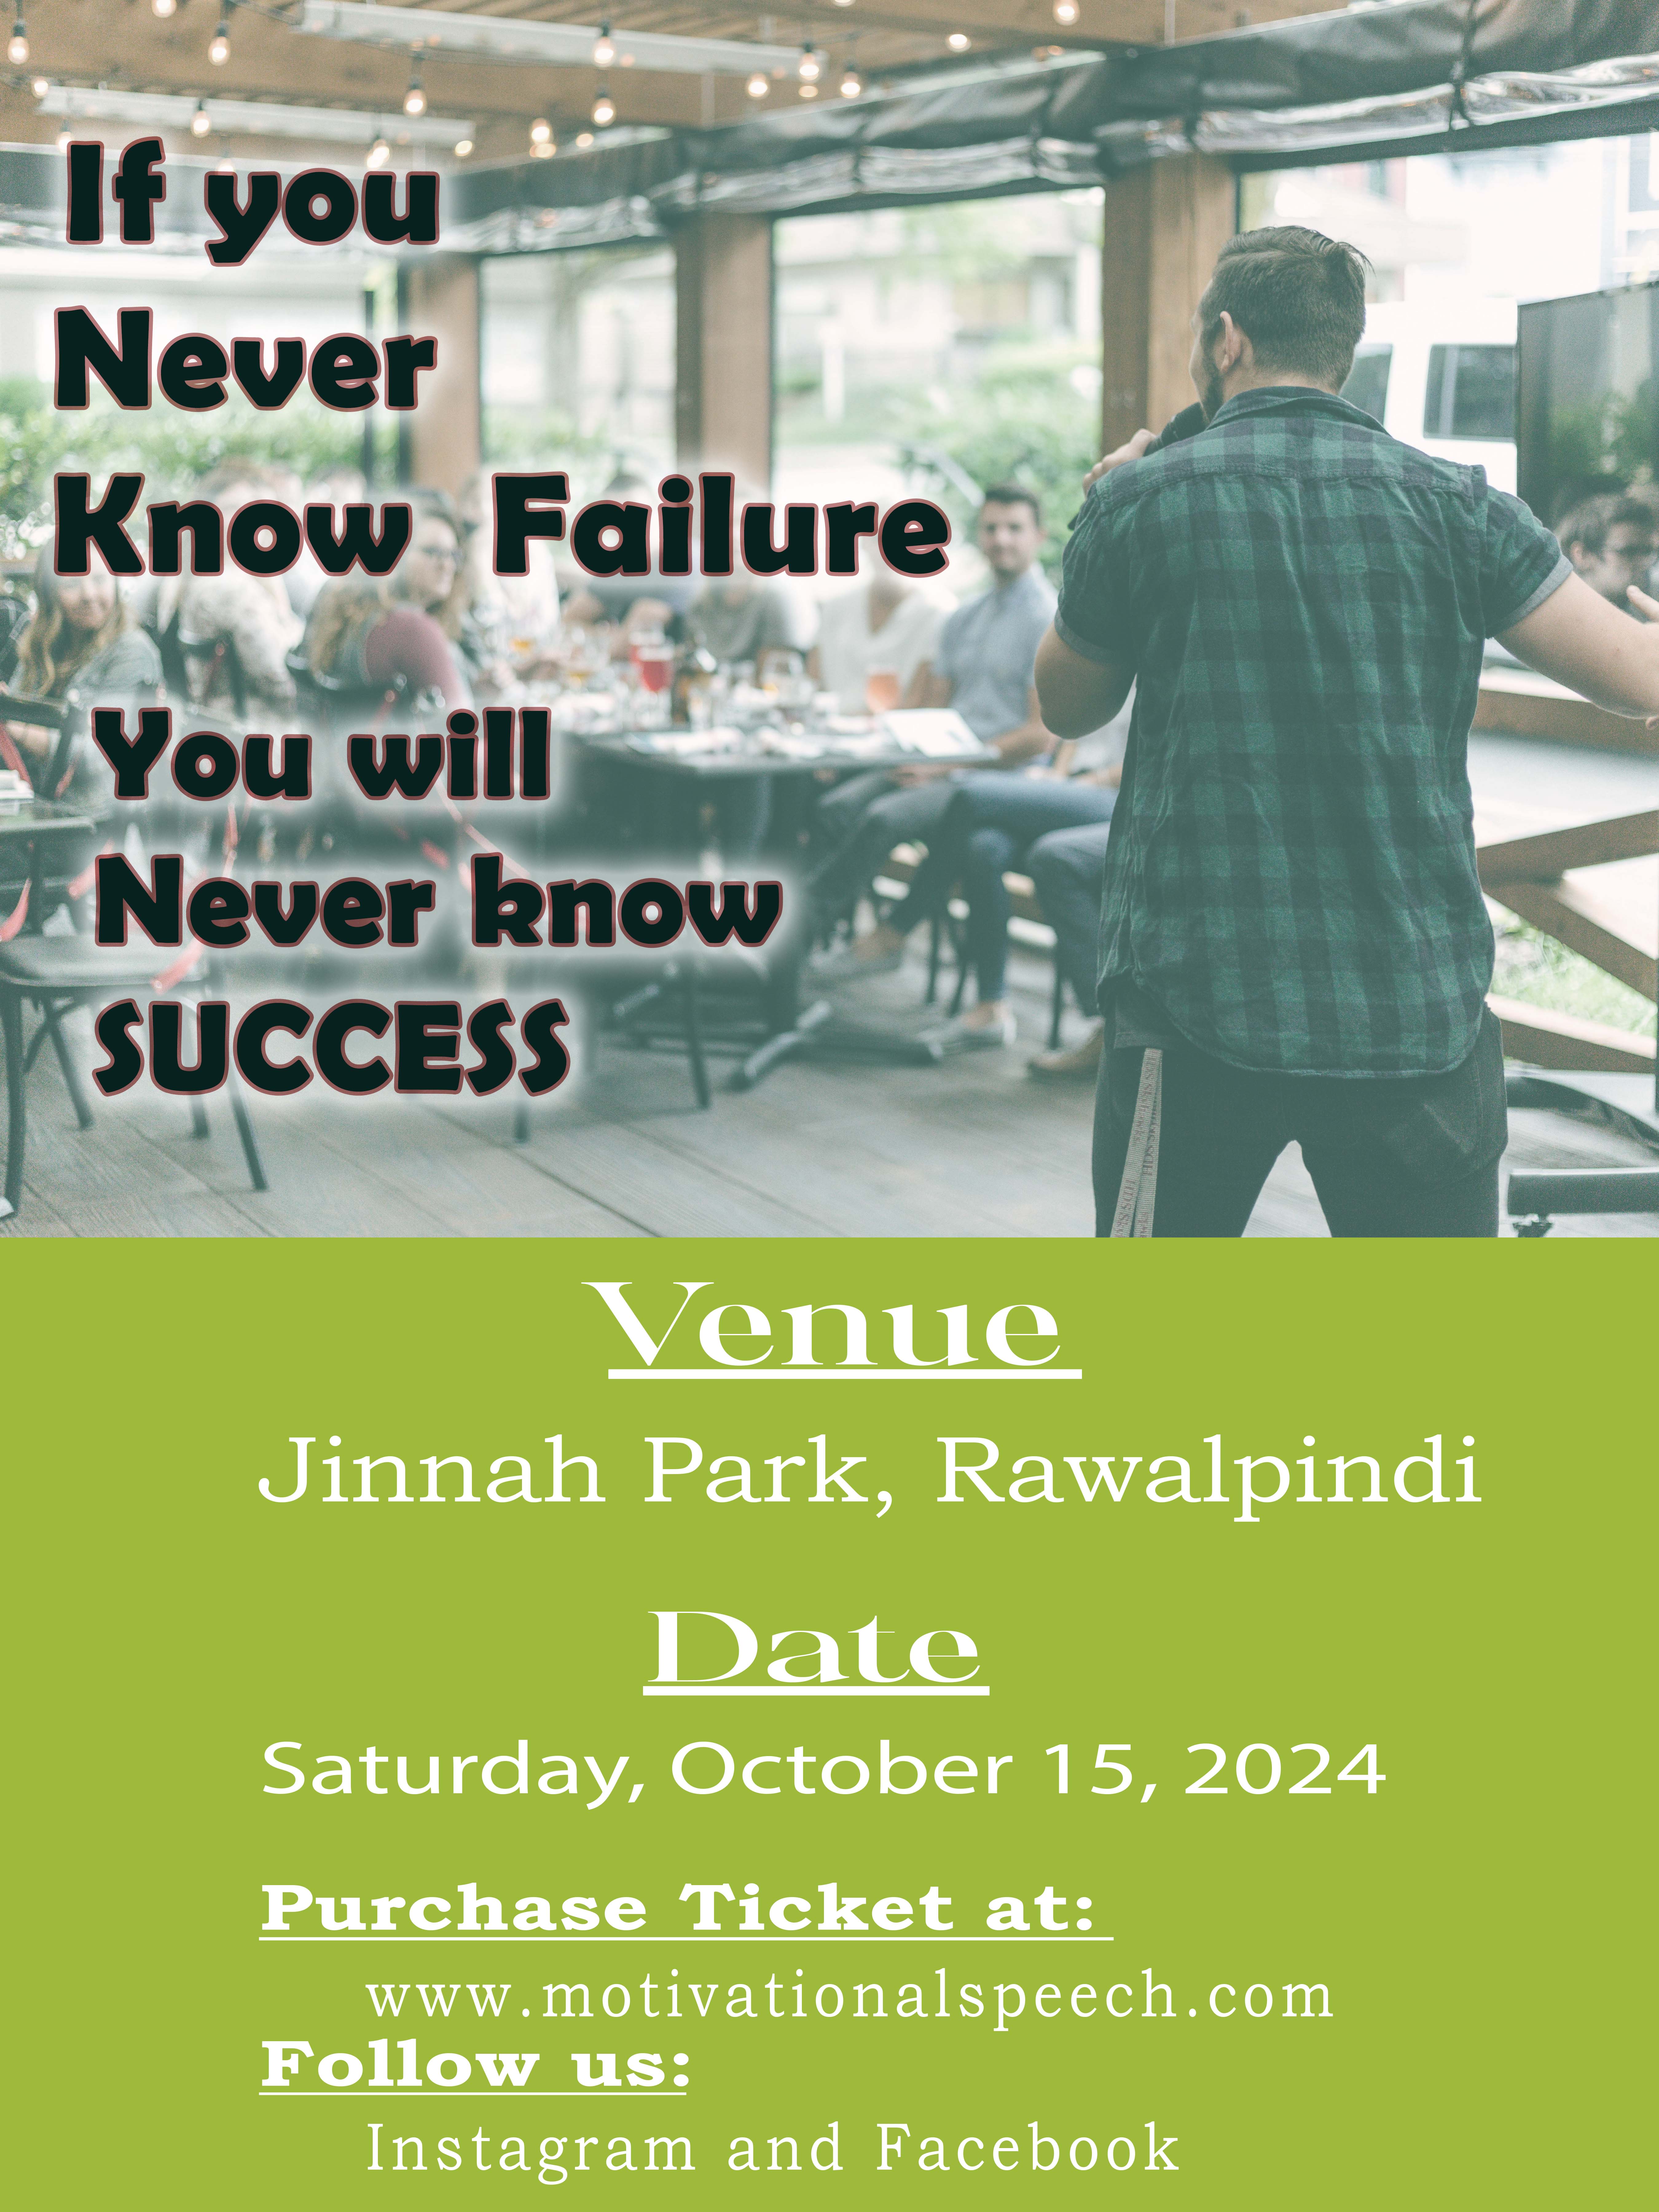 If you
Never
Know Failure
You will
Never know
SUCCESS
Venue
Jinnah Park, Rawalpindi
Date
Saturday, October 15, 2024
Purchase Ticket at:
www.motivationalspeech.com
Follow us:
Instagram and Facebook